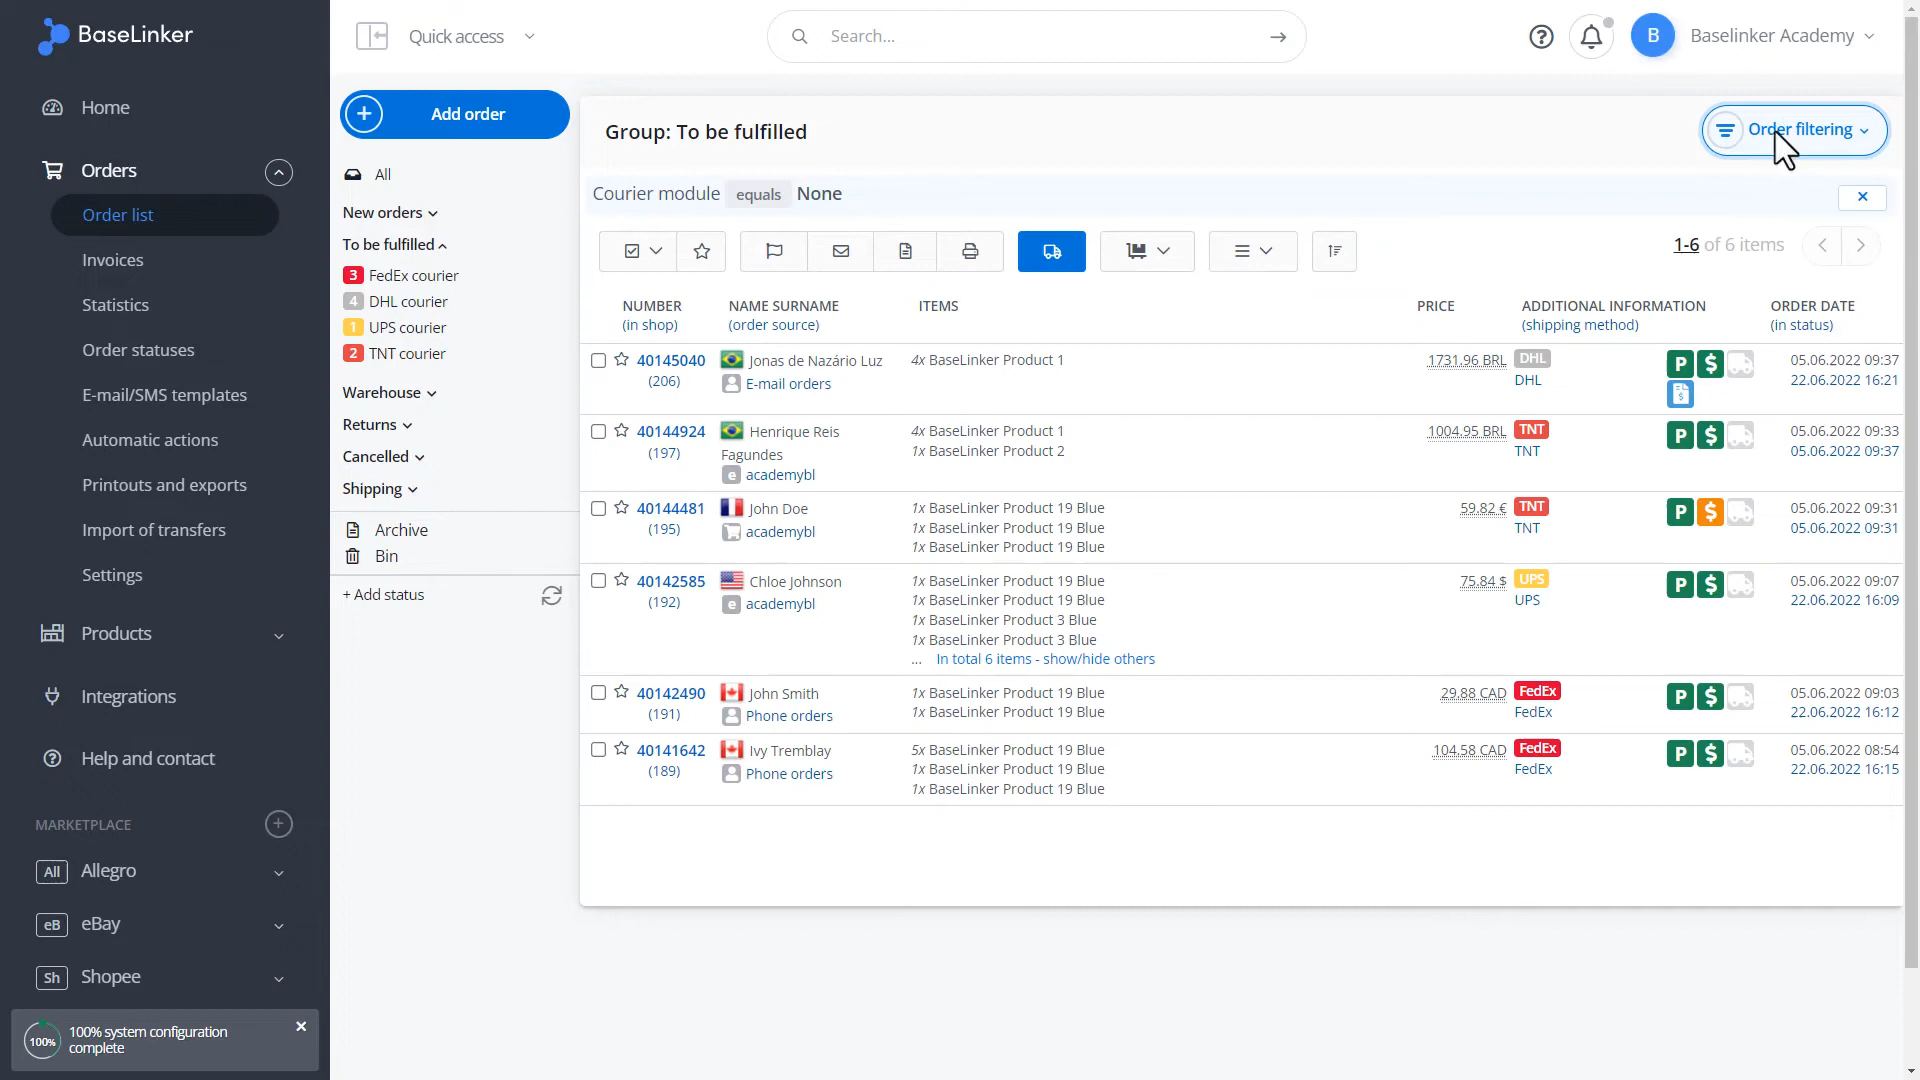 BaseLinker
Quick access
Search...
B
Baselinker Academy
Home
Orders
Order list
Invoices
Statistics
Order statuses
E-mail/SMS templates
Automatic actions
Printouts and exports
Import of transfers
Settings
Products
Integrations
Help and contact
MARKETPLACE
All Allegro
eB eBay
Sh Shopee
100% 100% system configuration
complete
Add order
All
New orders
To be fulfilled
3 FedEx courier
4 DHL courier
1 UPS courier
2 TNT courier
Warehouse
Returns
Cancelled
Shipping
Archive
Bin
+ Add status
Group: To be fulfilled
Order filtering
Courier module equals None
1-6 of 6 items
NUMBER NAME SURNAME ITEMS PRICE ADDITIONAL INFORMATION ORDER DATE
(in shop) (order source) (shipping method) (in status)
40145040 Jonas de Nazário Luz 4x BaseLinker Product 1 1731.96 BRL DHL P $ 05.06.2022 09:37
(206) E-mail orders DHL $ 22.06.2022 16:21
40144924 Henrique Reis 4x BaseLinker Product 1 1004.95 BRL TNT P $ 05.06.2022 09:33
(197) Fagundes 1x BaseLinker Product 2 TNT 05.06.2022 09:37
e academybl
40144481 John Doe 1x BaseLinker Product 19 Blue 59.82 € TNT P $ 05.06.2022 09:31
(195) academybl 1x BaseLinker Product 19 Blue TNT 05.06.2022 09:31
1x BaseLinker Product 19 Blue
40142585 Chloe Johnson 1x BaseLinker Product 19 Blue 75.84 $ UPS P $ 05.06.2022 09:07
(192) e academybl 1x BaseLinker Product 19 Blue UPS 22.06.2022 16:09
1x BaseLinker Product 3 Blue
1x BaseLinker Product 3 Blue
... In total 6 items - show/hide others
40142490 John Smith 1x BaseLinker Product 19 Blue 29.88 CAD FedEx P $ 05.06.2022 09:03
(191) Phone orders 1x BaseLinker Product 19 Blue FedEx 22.06.2022 16:12
40141642 Ivy Tremblay 5x BaseLinker Product 19 Blue 104.58 CAD FedEx P $ 05.06.2022 08:54
(189) Phone orders 1x BaseLinker Product 19 Blue FedEx 22.06.2022 16:15
1x BaseLinker Product 19 Blue